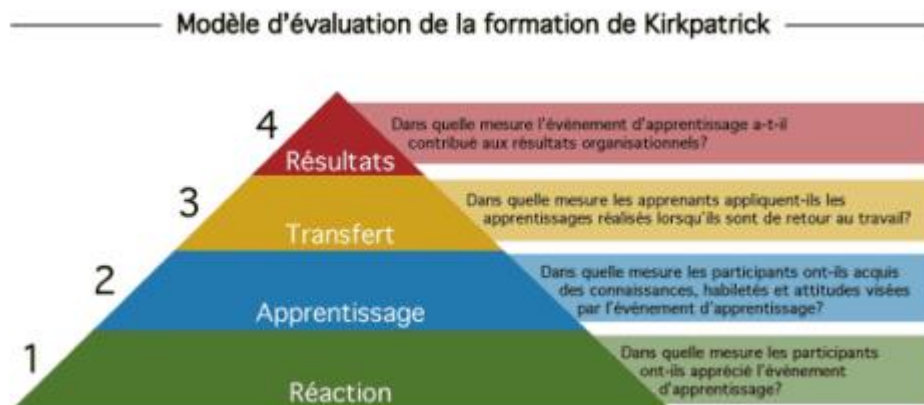 Modèle d'évaluation de la formation de Kirkpatrick
4
Résultats
Dans quelle mesure l'évènement d'apprentissage a-t-il
contribué aux résultats organisationnels?
3
Transfert
Dans quelle mesure les apprenants appliquent-ils les
apprentissages réalisés lorsqu'ils sont de retour au travail?
2
Apprentissage
Dans quelle mesure les participants ont-ils acquis
des connaissances, habiletés et attitudes visées
par l'évènement d'apprentissage?
1
Réaction
Dans quelle mesure les participants
ont-ils apprécié l'évènement
d'apprentissage?